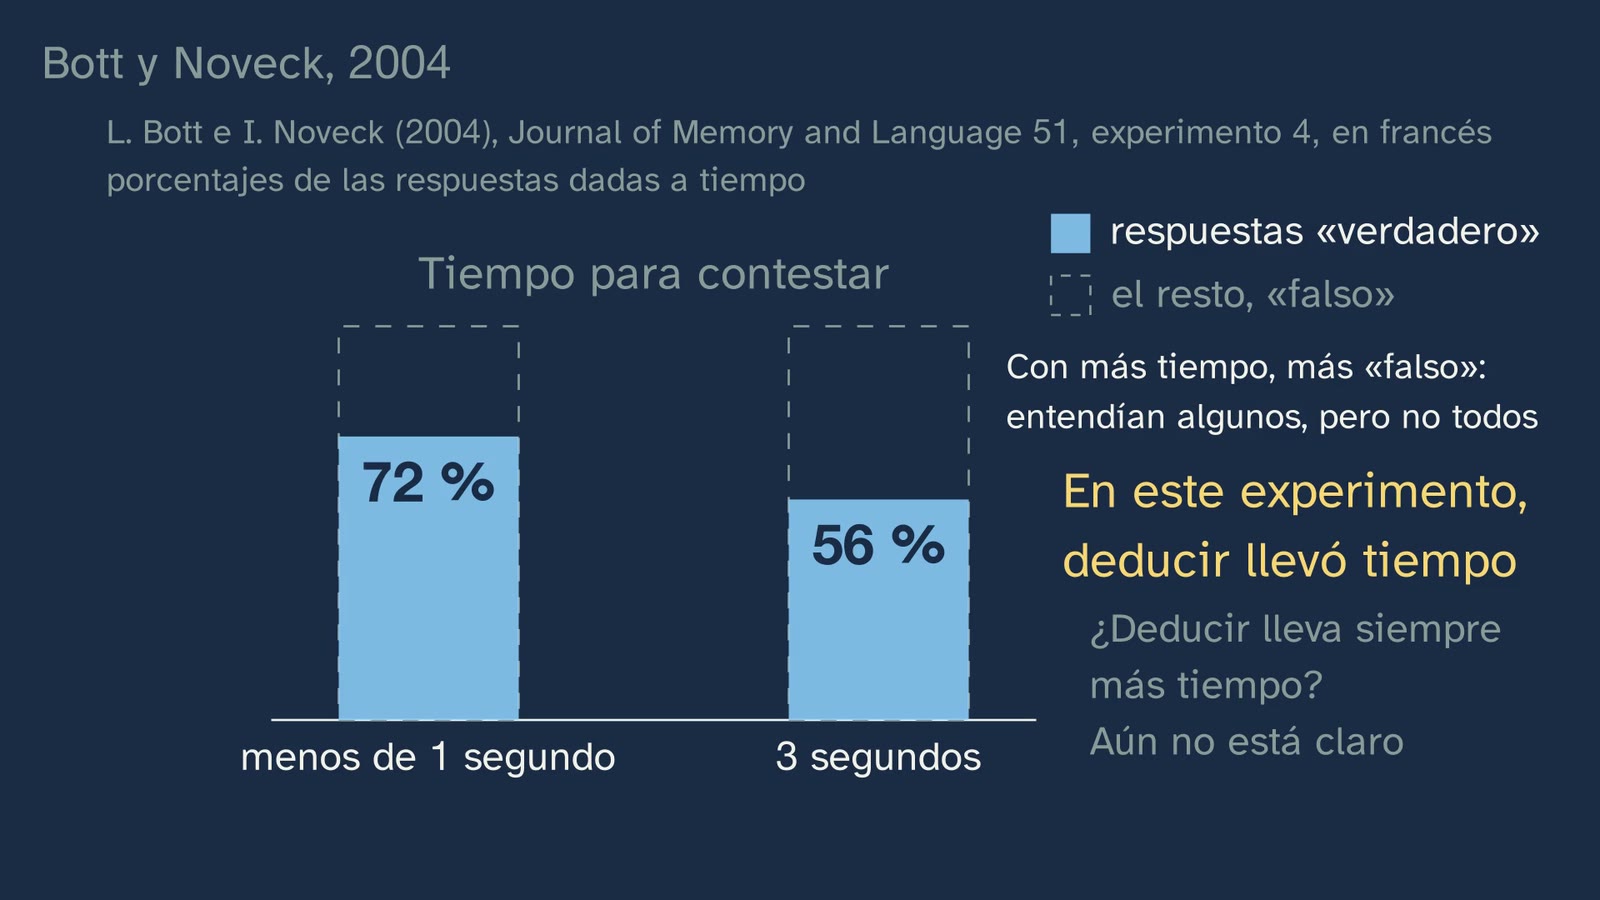 Bott y Noveck, 2004
L. Bott e I. Noveck (2004), Journal of Memory and Language 51, experimento 4, en francés
porcentajes de las respuestas dadas a tiempo
respuestas «verdadero»
el resto, «falso»
Tiempo para contestar
Con más tiempo, más «falso»:
entendían algunos, pero no todos
72 %
56 %
En este experimento,
deducir llevó tiempo
¿Deducir lleva siempre
más tiempo?
Aún no está claro
menos de 1 segundo
3 segundos